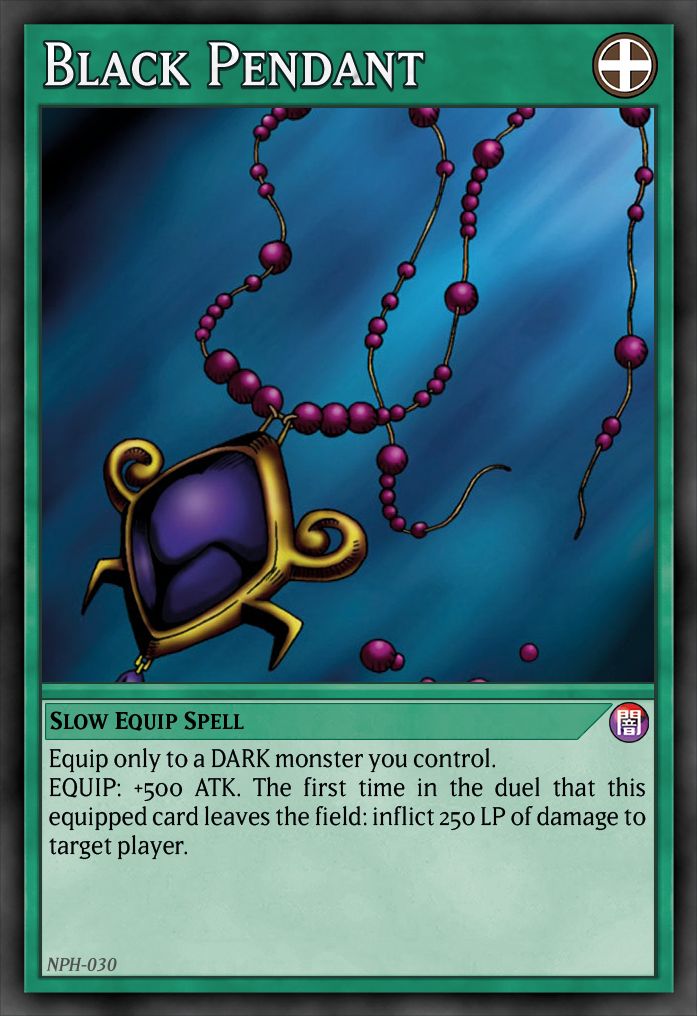 Black Pendant
Slow Equip Spell
闇
Equip only to a DARK monster you control.
EQUIP: +500 ATK. The first time in the duel that this
equipped card leaves the field: inflict 250 LP of damage to
target player.
NPH-030